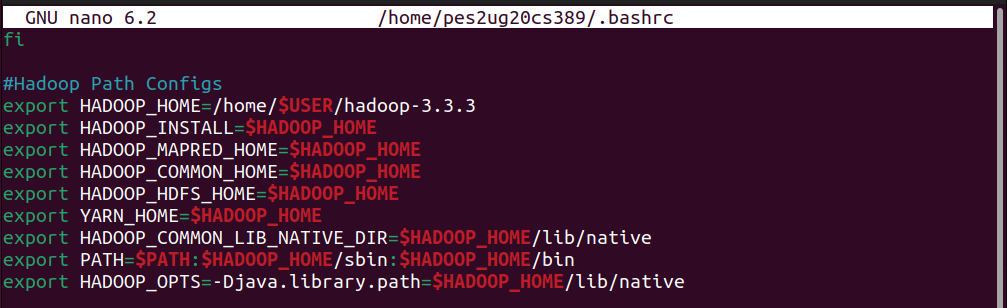 GNU nano 6.2 /home/pes2ug20cs389/.bashrc
fi
#Hadoop Path Configs
export HADOOP_HOME=/home/$USER/hadoop-3.3.3
export HADOOP_INSTALL=$HADOOP_HOME
export HADOOP_MAPRED_HOME=$HADOOP_HOME
export HADOOP_COMMON_HOME=$HADOOP_HOME
export HADOOP_HDFS_HOME=$HADOOP_HOME
export YARN_HOME=$HADOOP_HOME
export HADOOP_COMMON_LIB_NATIVE_DIR=$HADOOP_HOME/lib/native
export PATH=$PATH:$HADOOP_HOME/sbin:$HADOOP_HOME/bin
export HADOOP_OPTS=-Djava.library.path=$HADOOP_HOME/lib/native